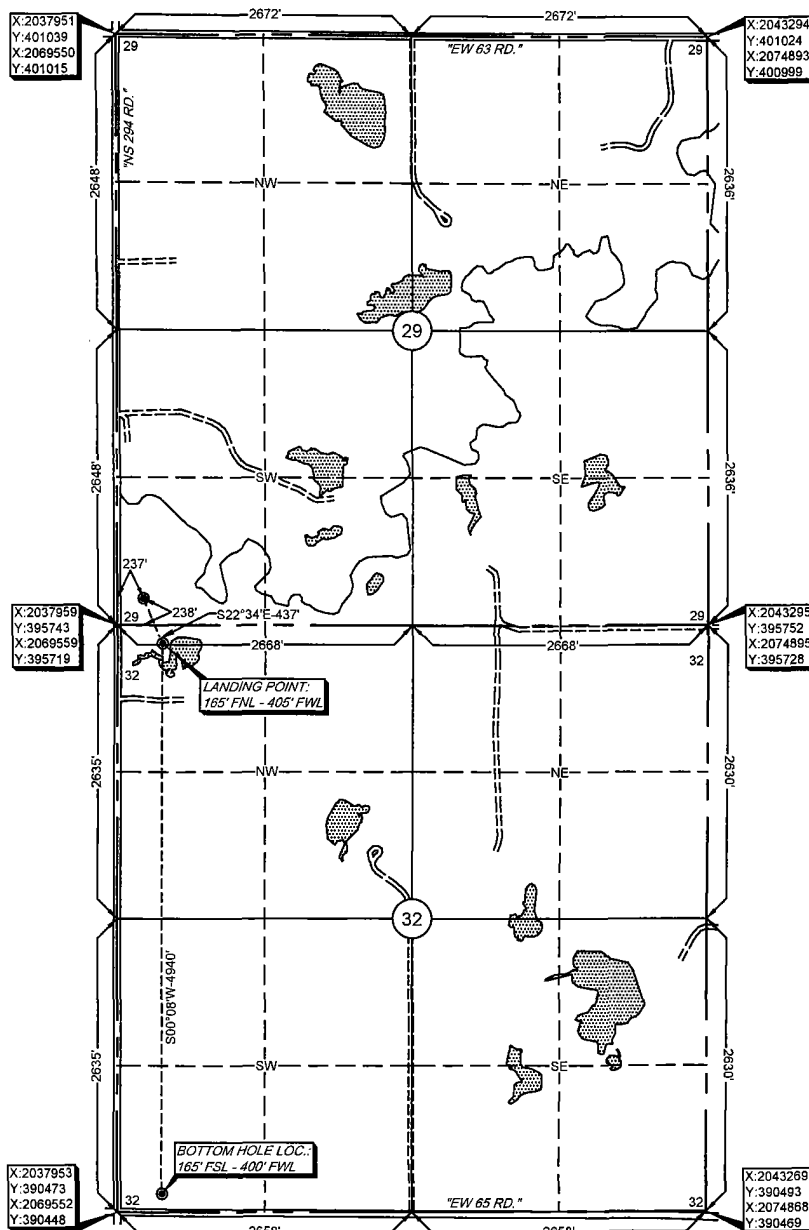 2672'
2672'
X:2037951
Y:401039
X:2069550
Y:401015
X:2043294
Y:401024
X:2074893
Y:400999
29
"EW 63 RD."
29
"NS 294 RD."
2648'
NW
NE
2636'
29
2648'
SW
SE
2636'
237'
238'
S22°34'E-437'
X:2037959
Y:395743
X:2069559
Y:395719
29
29
X:2043295
Y:395752
X:2074895
Y:395728
2668'
2668'
32
32
LANDING POINT:
165' FNL - 405' FWL
2635'
NW
NE
2630'
32
S00°08'W-4940'
2635'
SW
SE
2630'
BOTTOM HOLE LOC.:
165' FSL - 400' FWL
X:2037953
Y:390473
X:2069552
Y:390448
32
"EW 65 RD."
32
X:2043269
Y:390493
X:2074868
Y:390469
2658'
2658'